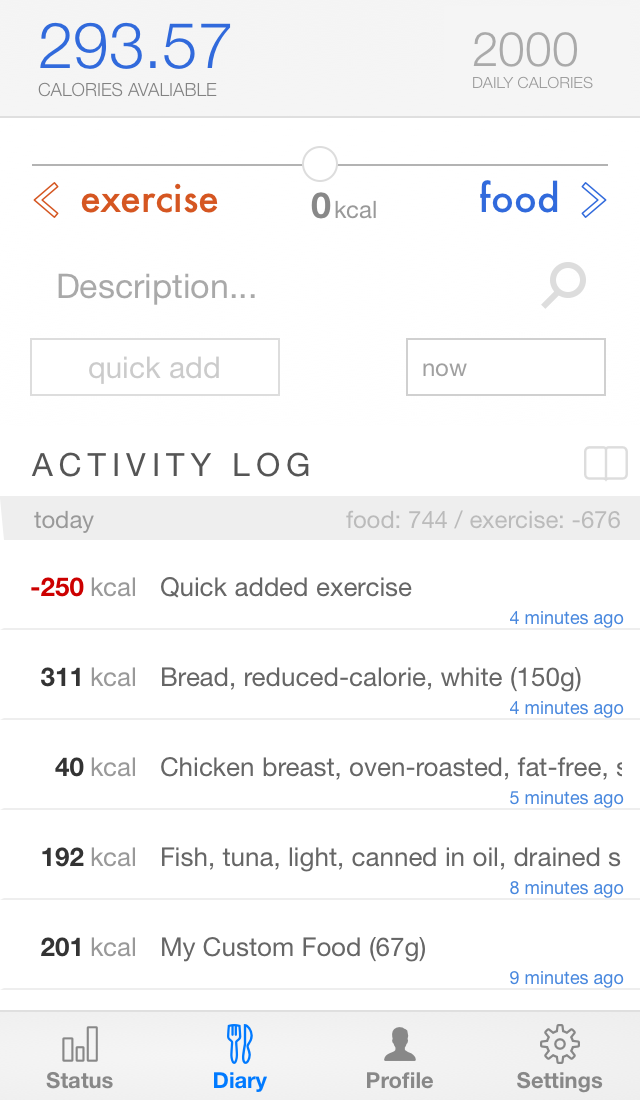 293.57
CALORIES AVALIABLE
2000
DAILY CALORIES
exercise
0 kcal
food
Description...
quick add
now
ACTIVITY LOG
today
food: 744 / exercise: -676
-250 kcal Quick added exercise
4 minutes ago
311 kcal Bread, reduced-calorie, white (150g)
4 minutes ago
40 kcal Chicken breast, oven-roasted, fat-free, s
5 minutes ago
192 kcal Fish, tuna, light, canned in oil, drained s
8 minutes ago
201 kcal My Custom Food (67g)
9 minutes ago
Status
Diary
Profile
Settings